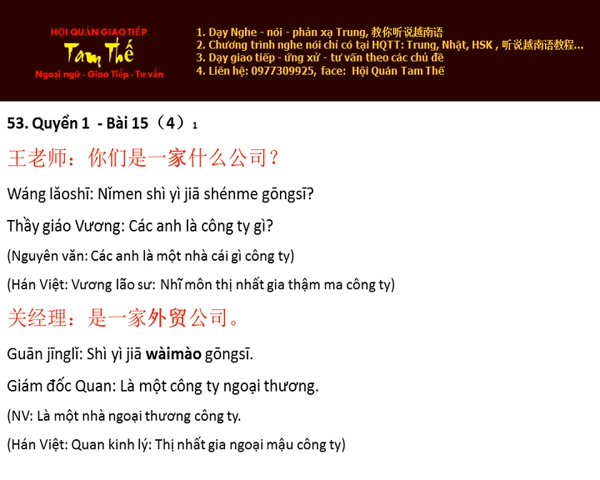 HỘI QUÁN GIAO TIẾP
Tam Thế
Ngoại ngữ - Giao Tiếp - Tư vấn
1. Dạy Nghe - nói - phản xạ Trung, 教你听说越南语
2. Chương trình nghe nói chỉ có tại HQTT: Trung, Nhật, HSK , 听说越南语教程...
3. Dạy giao tiếp - ứng xử - tư vấn theo các chủ đề
4. Liên hệ: 0977309925, face: Hội Quán Tam Thế
53. Quyển 1 - Bài 15（4）1
王老师：你们是一家什么公司？
Wáng lǎoshī: Nǐmen shì yì jiā shénme gōngsī?
Thầy giáo Vương: Các anh là công ty gì?
(Nguyên văn: Các anh là một nhà cái gì công ty)
(Hán Việt: Vương lão sư: Nhĩ môn thị nhất gia thậm ma công ty)
关经理：是一家外贸公司。
Guān jīnglǐ: Shì yì jiā wàimào gōngsī.
Giám đốc Quan: Là một công ty ngoại thương.
(NV: Là một nhà ngoại thương công ty.
(Hán Việt: Quan kinh lý: Thị nhất gia ngoại mậu công ty)